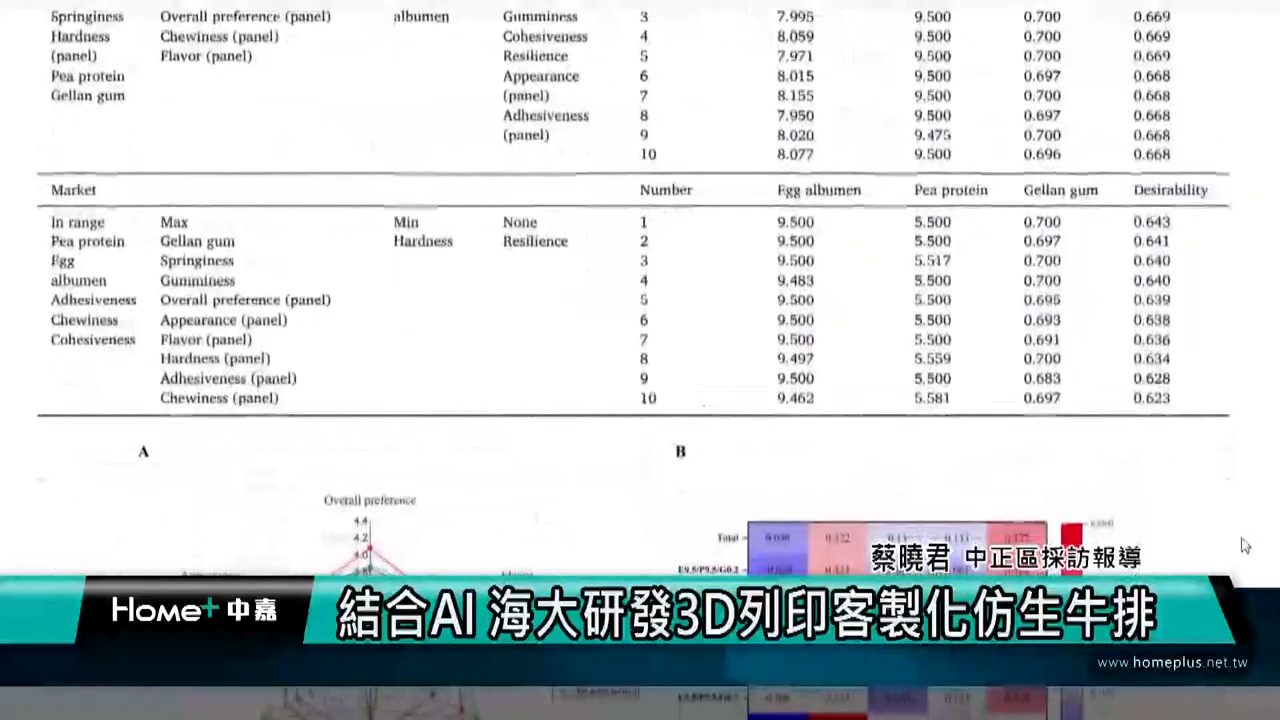 Springiness Overall preference (panel) albumen Gumminess 3 7.995 9.500 0.700 0.669
Hardness Chewiness (panel) Cohesiveness 4 8.059 9.500 0.700 0.669
(panel) Flavor (panel) Resilience 5 7.971 9.500 0.700 0.669
Pea protein Appearance 6 8.015 9.500 0.697 0.668
Gellan gum (panel) 7 8.155 9.500 0.700 0.668
Adhesiveness 8 7.950 9.500 0.697 0.668
(panel) 9 8.020 9.475 0.700 0.668
10 8.077 9.500 0.696 0.668
Market Number Egg albumen Pea protein Gellan gum Desirability
In range Max Min None 1 9.500 5.500 0.700 0.643
Pea protein Gellan gum Hardness Resilience 2 9.500 5.500 0.697 0.641
Egg Springiness 3 9.500 5.517 0.700 0.640
albumen Gumminess 4 9.483 5.500 0.700 0.640
Adhesiveness Overall preference (panel) 5 9.500 5.500 0.695 0.639
Chewiness Appearance (panel) 6 9.500 5.500 0.693 0.638
Cohesiveness Flavor (panel) 7 9.500 5.500 0.691 0.636
Hardness (panel) 8 9.497 5.559 0.700 0.634
Adhesiveness (panel) 9 9.500 5.500 0.683 0.628
Chewiness (panel) 10 9.462 5.581 0.697 0.623
A B
Overall preference
4.4
4.2
4.0
Total
蔡曉君 中正區採訪報導
Home+中嘉
結合AI 海大研發3D列印客製化仿生牛排
www.homeplus.net.tw